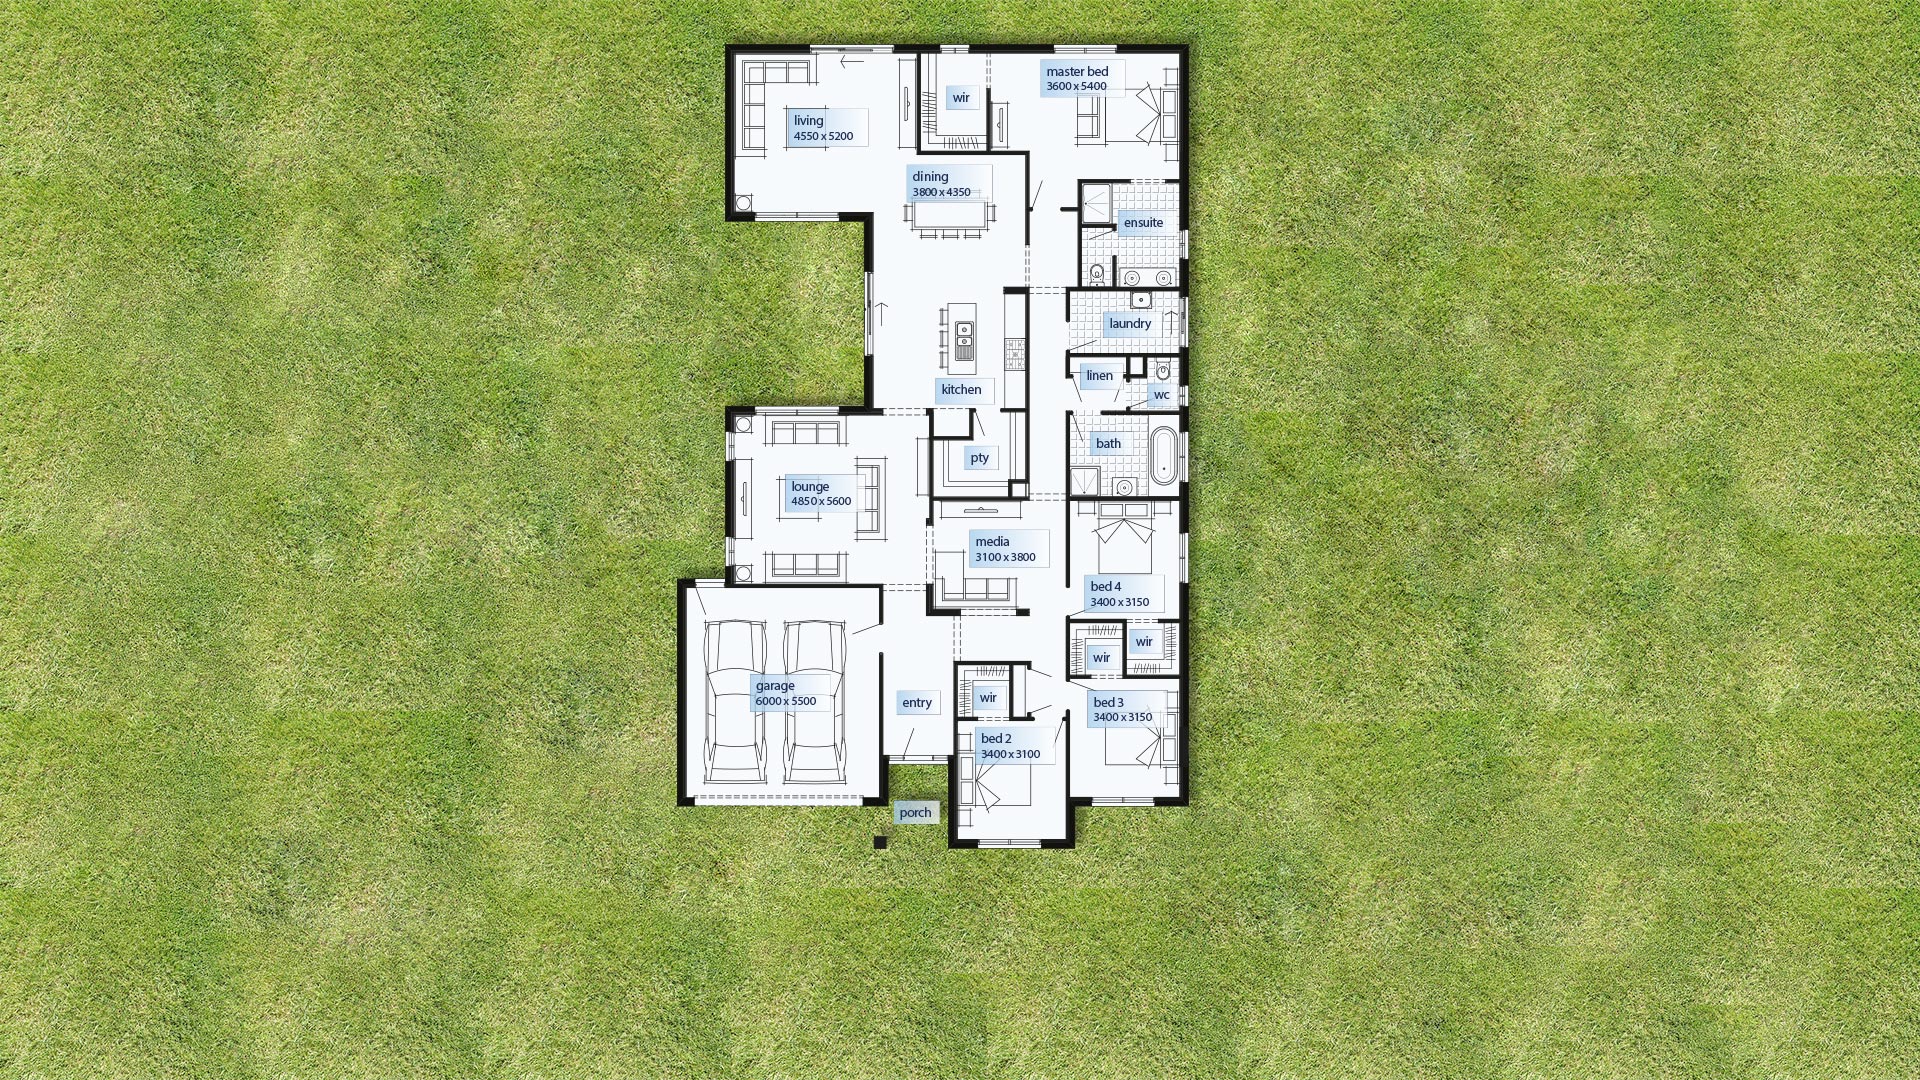 master bed
3600 x 5400
wir
living
4550 x 5200
dining
3800 x 4350
ensuite
laundry
linen
kitchen
wc
bath
pty
lounge
4850 x 5600
media
3100 x 3800
bed 4
3400 x 3150
wir
wir
garage
6000 x 5500
wir
entry
bed 3
3400 x 3150
bed 2
3400 x 3100
porch